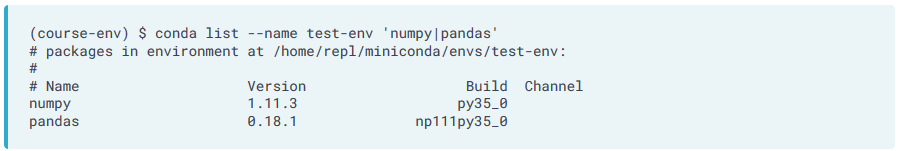 (course-env) $ conda list --name test-env 'numpy|pandas'
# packages in environment at /home/repl/miniconda/envs/test-env:
#
# Name                    Version                   Build  Channel
numpy                     1.11.3                   py35_0
pandas                    0.18.1              np111py35_0